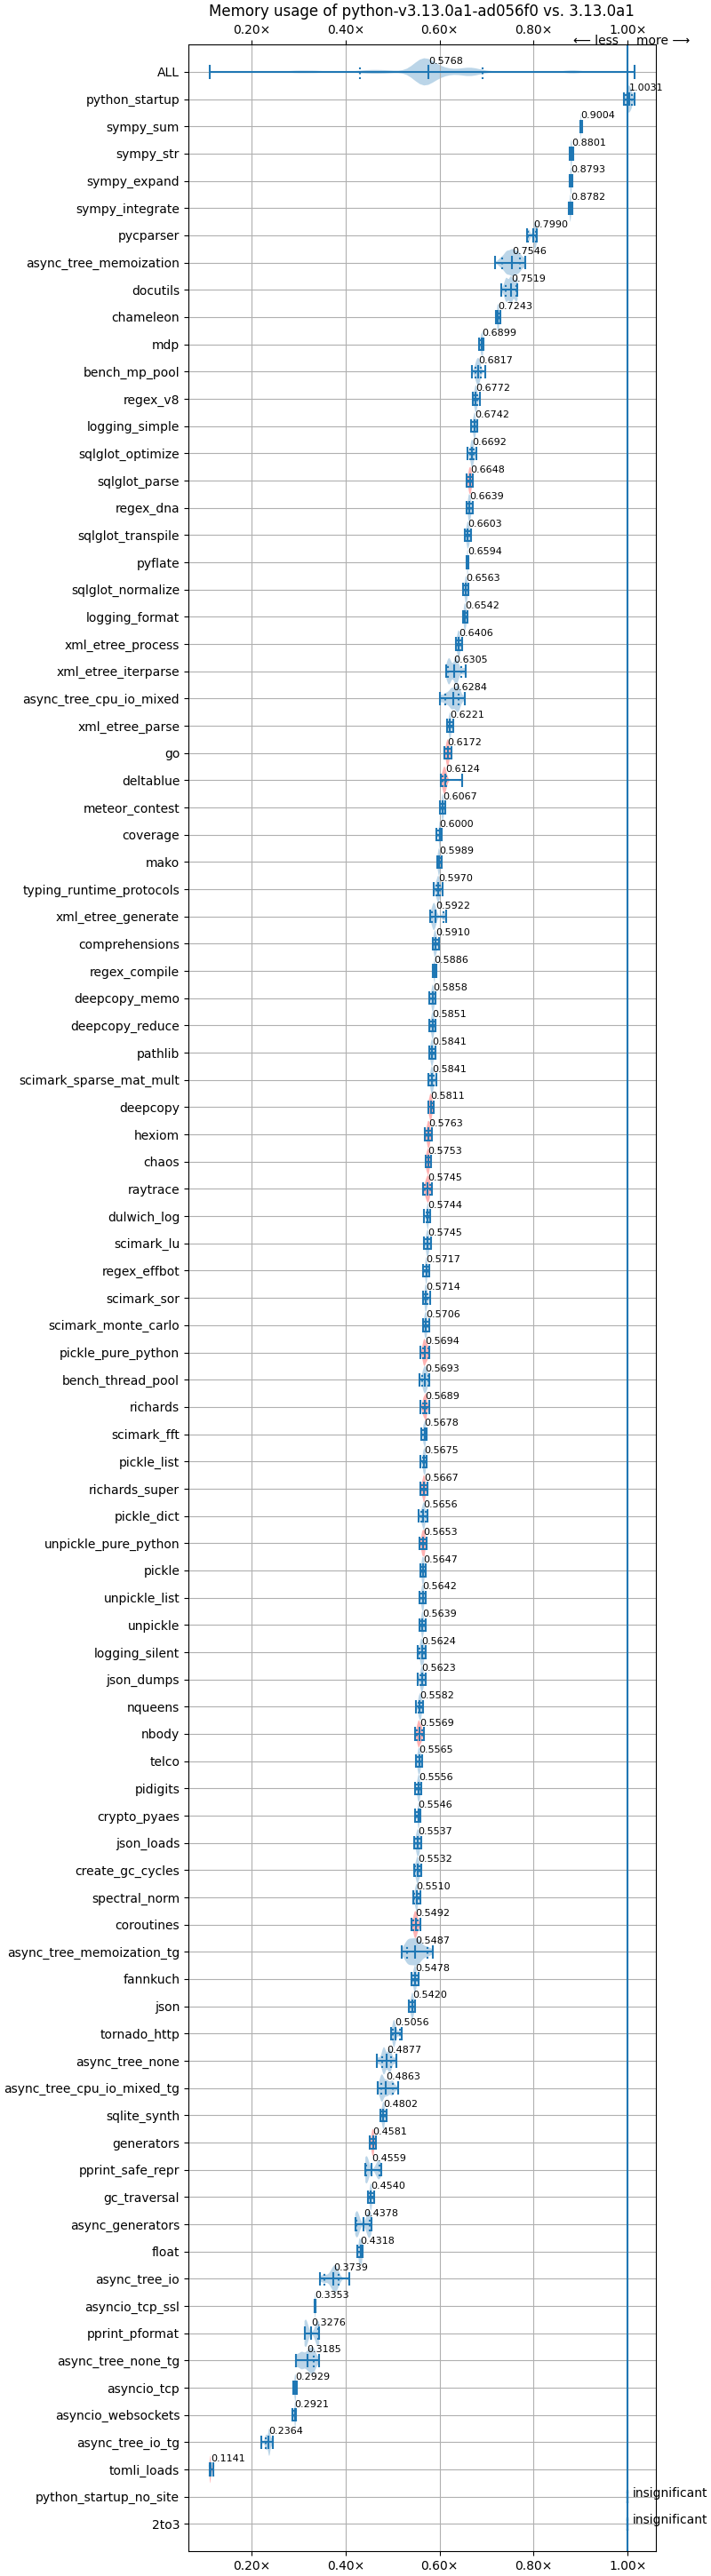 Memory usage of python-v3.13.0a1-ad056f0 vs. 3.13.0a1
0.20× 0.40× 0.60× 0.80× 1.00×
⟵ less more ⟶
ALL 0.5768
python_startup 1.0031
sympy_sum 0.9004
sympy_str 0.8801
sympy_expand 0.8793
sympy_integrate 0.8782
pycparser 0.7990
async_tree_memoization 0.7546
docutils 0.7519
chameleon 0.7243
mdp 0.6899
bench_mp_pool 0.6817
regex_v8 0.6772
logging_simple 0.6742
sqlglot_optimize 0.6692
sqlglot_parse 0.6648
regex_dna 0.6639
sqlglot_transpile 0.6603
pyflate 0.6594
sqlglot_normalize 0.6563
logging_format 0.6542
xml_etree_process 0.6406
xml_etree_iterparse 0.6305
async_tree_cpu_io_mixed 0.6284
xml_etree_parse 0.6221
go 0.6172
deltablue 0.6124
meteor_contest 0.6067
coverage 0.6000
mako 0.5989
typing_runtime_protocols 0.5970
xml_etree_generate 0.5922
comprehensions 0.5910
regex_compile 0.5886
deepcopy_memo 0.5858
deepcopy_reduce 0.5851
pathlib 0.5841
scimark_sparse_mat_mult 0.5841
deepcopy 0.5811
hexiom 0.5763
chaos 0.5753
raytrace 0.5745
dulwich_log 0.5744
scimark_lu 0.5745
regex_effbot 0.5717
scimark_sor 0.5714
scimark_monte_carlo 0.5706
pickle_pure_python 0.5694
bench_thread_pool 0.5693
richards 0.5689
scimark_fft 0.5678
pickle_list 0.5675
richards_super 0.5667
pickle_dict 0.5656
unpickle_pure_python 0.5653
pickle 0.5647
unpickle_list 0.5642
unpickle 0.5639
logging_silent 0.5624
json_dumps 0.5623
nqueens 0.5582
nbody 0.5569
telco 0.5565
pidigits 0.5556
crypto_pyaes 0.5546
json_loads 0.5537
create_gc_cycles 0.5532
spectral_norm 0.5510
coroutines 0.5492
async_tree_memoization_tg 0.5487
fannkuch 0.5478
json 0.5420
tornado_http 0.5056
async_tree_none 0.4877
async_tree_cpu_io_mixed_tg 0.4863
sqlite_synth 0.4802
generators 0.4581
pprint_safe_repr 0.4559
gc_traversal 0.4540
async_generators 0.4378
float 0.4318
async_tree_io 0.3739
asyncio_tcp_ssl 0.3353
pprint_pformat 0.3276
async_tree_none_tg 0.3185
asyncio_tcp 0.2929
asyncio_websockets 0.2921
async_tree_io_tg 0.2364
tomli_loads 0.1141
python_startup_no_site insignificant
2to3 insignificant
0.20× 0.40× 0.60× 0.80× 1.00×